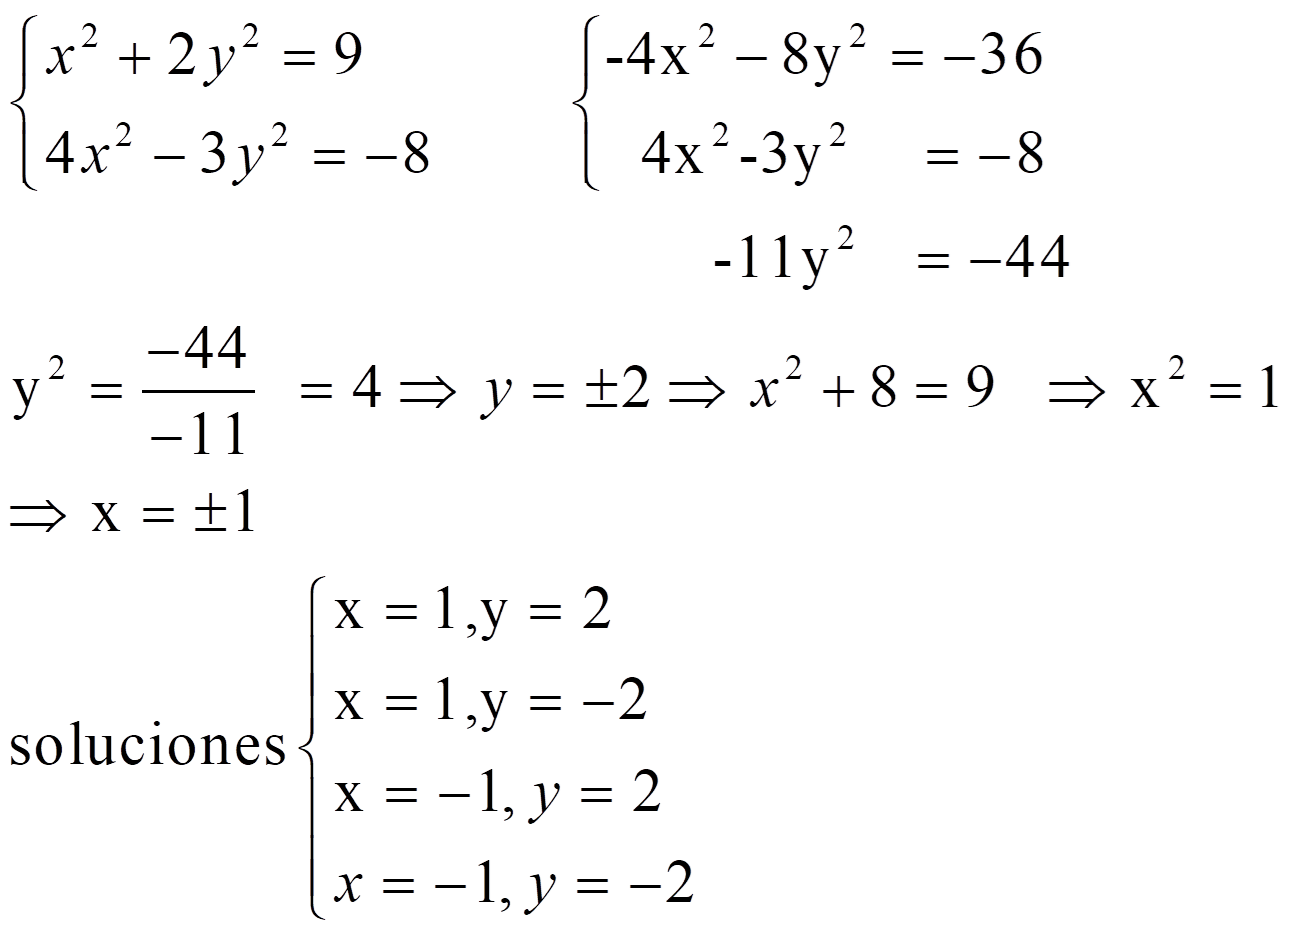 { x² + 2y² = 9    { -4x² − 8y² = −36
4x² − 3y² = −8    4x² -3y² = −8
-11y² = −44
y² = −44/−11 = 4 ⇒ y = ±2 ⇒ x² + 8 = 9 ⇒ x² = 1
⇒ x = ±1
x = 1,y = 2
x = 1,y = −2
soluciones {
x = −1, y = 2
x = −1, y = −2